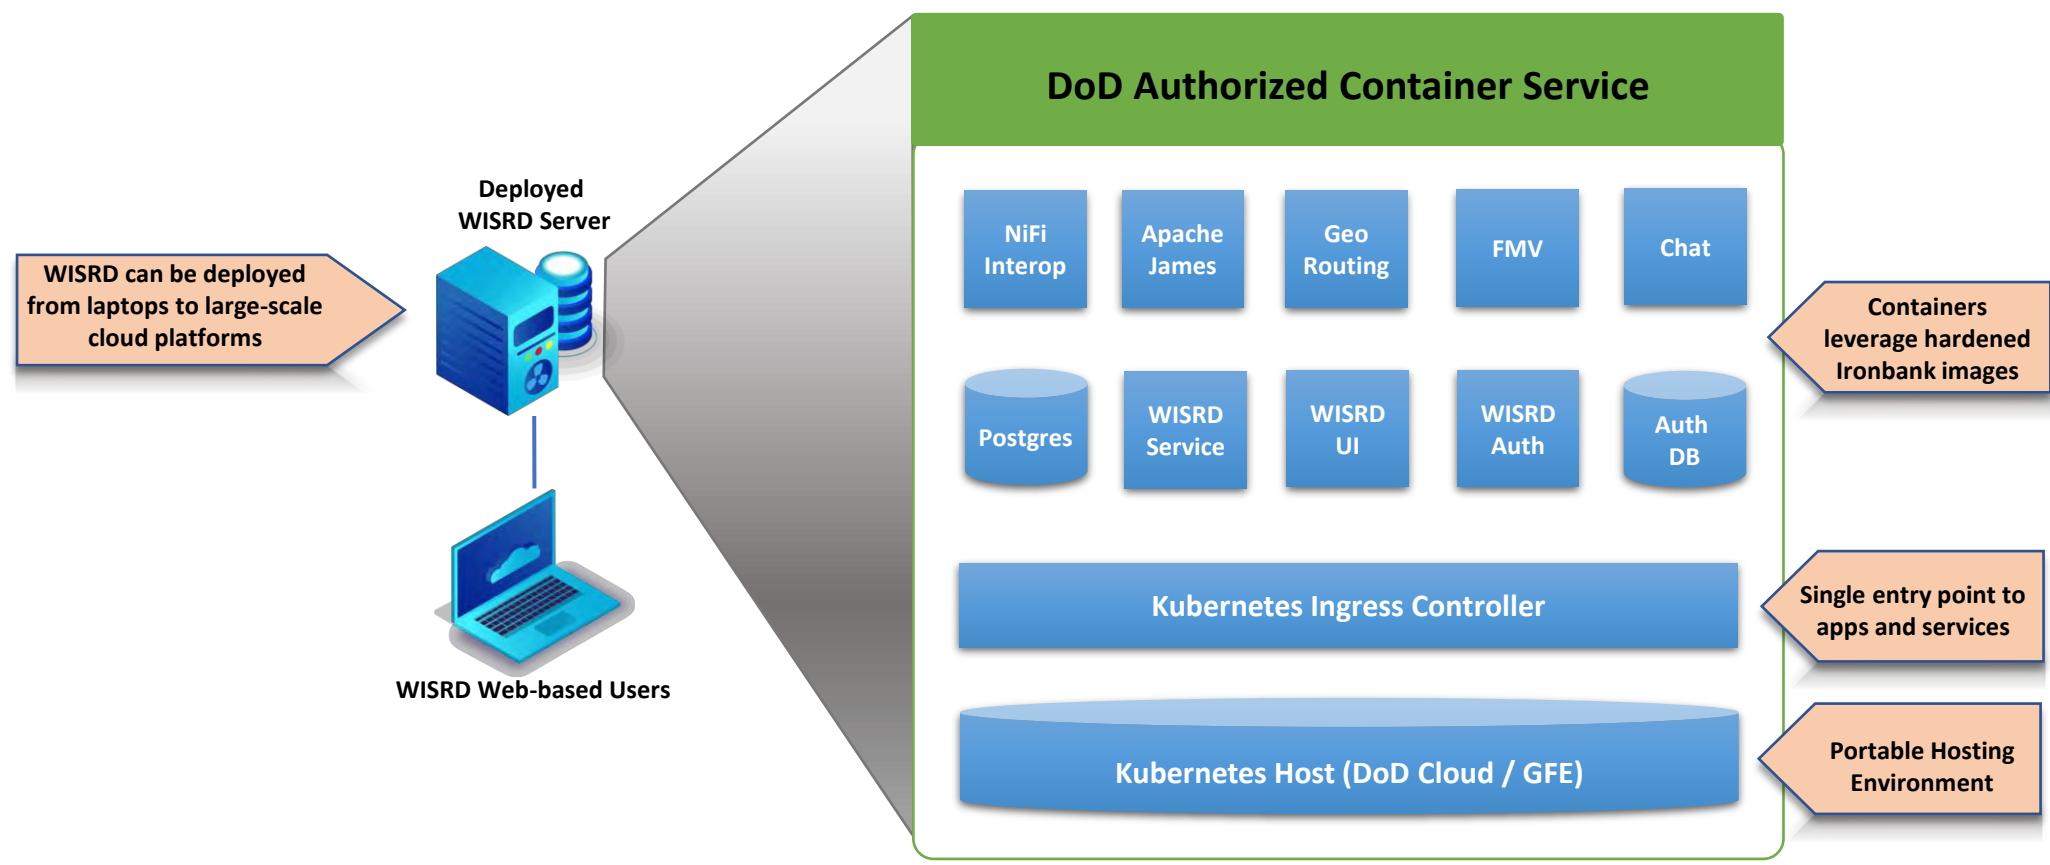 DoD Authorized Container Service
Deployed
WISRD Server
WISRD can be deployed
from laptops to large-scale
cloud platforms
WISRD Web-based Users
NiFi
Interop
Apache
James
Geo
Routing
FMV
Chat
Postgres
WISRD
Service
WISRD
UI
WISRD
Auth
Auth
DB
Kubernetes Ingress Controller
Kubernetes Host (DoD Cloud / GFE)
Containers
leverage hardened
Ironbank images
Single entry point to
apps and services
Portable Hosting
Environment